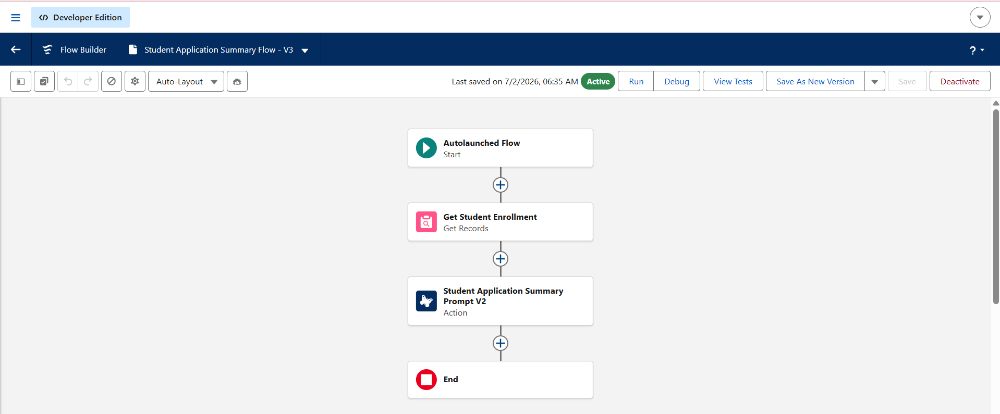 Developer Edition
Flow Builder
Student Application Summary Flow - V3
?
Auto-Layout
Last saved on 7/2/2026, 06:35 AM
Active
Run
Debug
View Tests
Save As New Version
Save
Deactivate
Autolaunched Flow
Start
Get Student Enrollment
Get Records
Student Application Summary
Prompt V2
Action
End